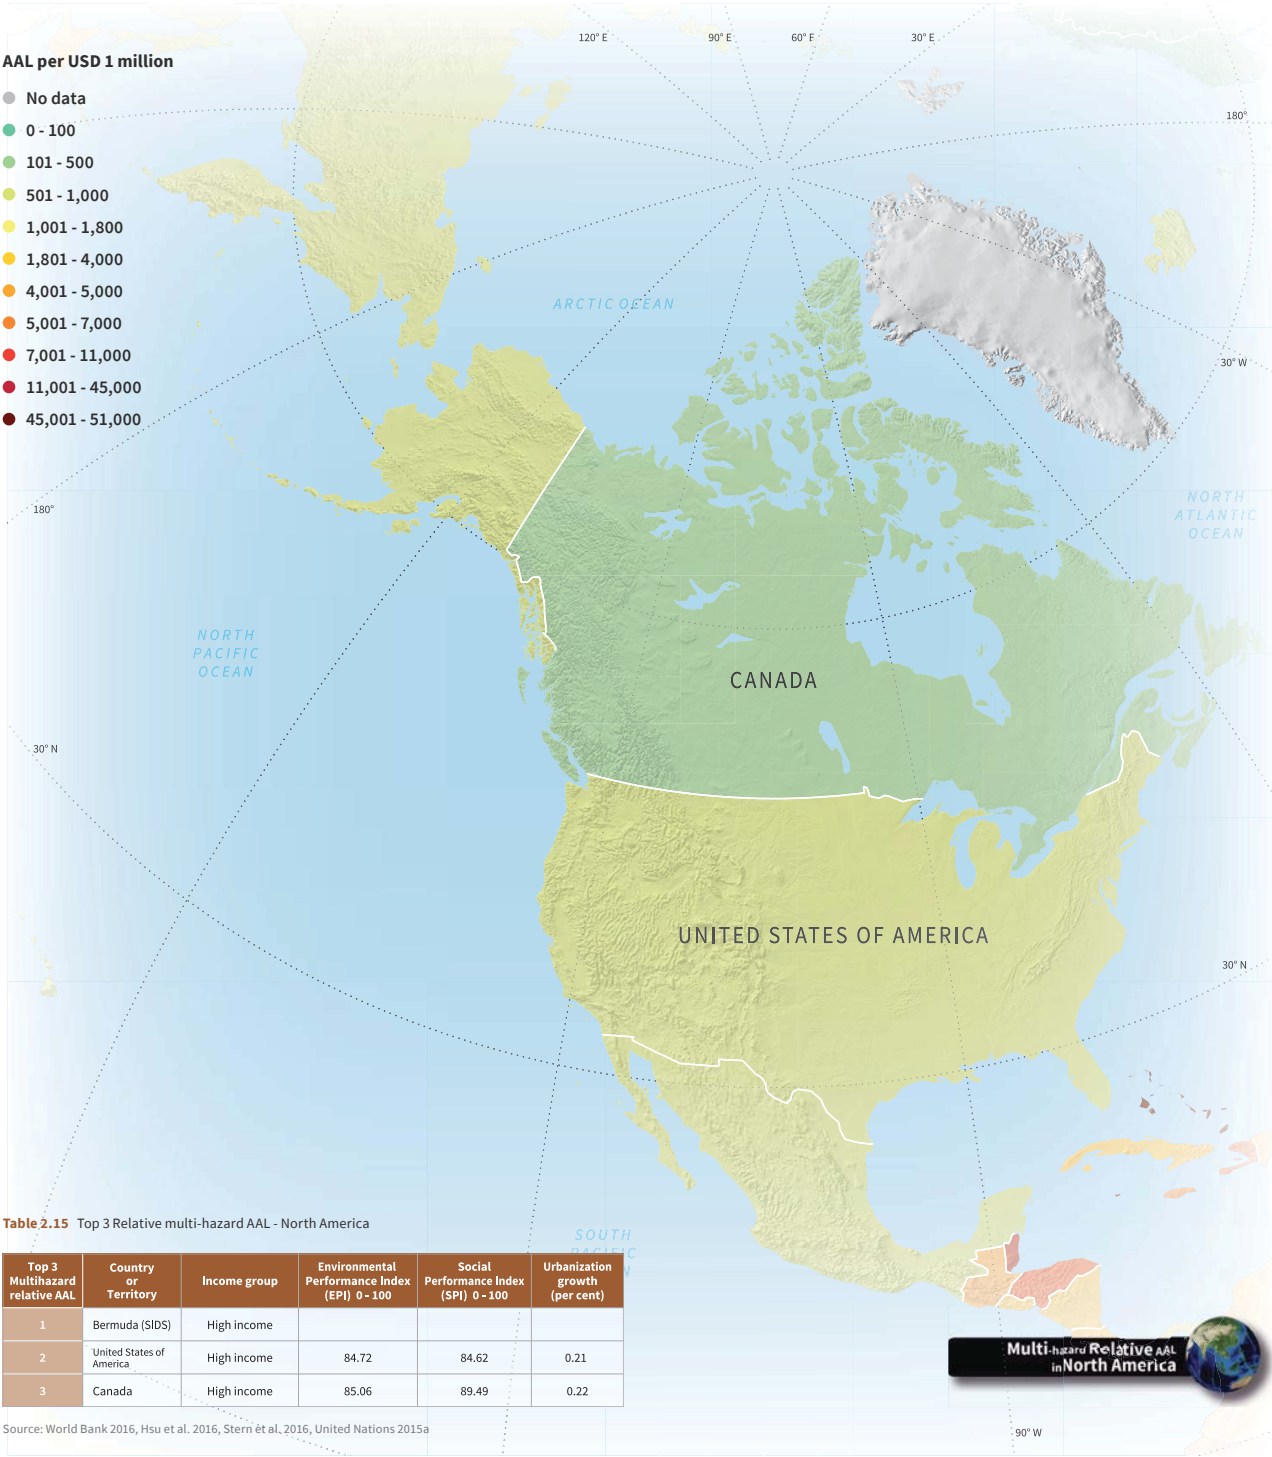 120° E
90° E
60° E
30° E
AAL per USD 1 million
No data
0 - 100
101 - 500
501 - 1,000
1,001 - 1,800
1,801 - 4,000
4,001 - 5,000
5,001 - 7,000
7,001 - 11,000
11,001 - 45,000
45,001 - 51,000
180°
ARCTIC OCEAN
30° W
180°
NORTH
ATLANTIC
OCEAN
NORTH
PACIFIC
OCEAN
CANADA
30° N
UNITED STATES OF AMERICA
30° N
SOUTH
PACIFIC
Table 2.15 Top 3 Relative multi-hazard AAL - North America
Top 3
Multihazard
relative AAL
Country
or
Territory
Income group
Environmental
Performance Index
(EPI) 0 - 100
Social
Performance Index
(SPI) 0 - 100
Urbanization
growth
(per cent)
1 Bermuda (SIDS) High income
2 United States of
America High income 84.72 84.62 0.21
3 Canada High income 85.06 89.49 0.22
Source: World Bank 2016, Hsu et al. 2016, Stern et al. 2016, United Nations 2015a
Multi-hazard Relative AAL
in North America
90° W